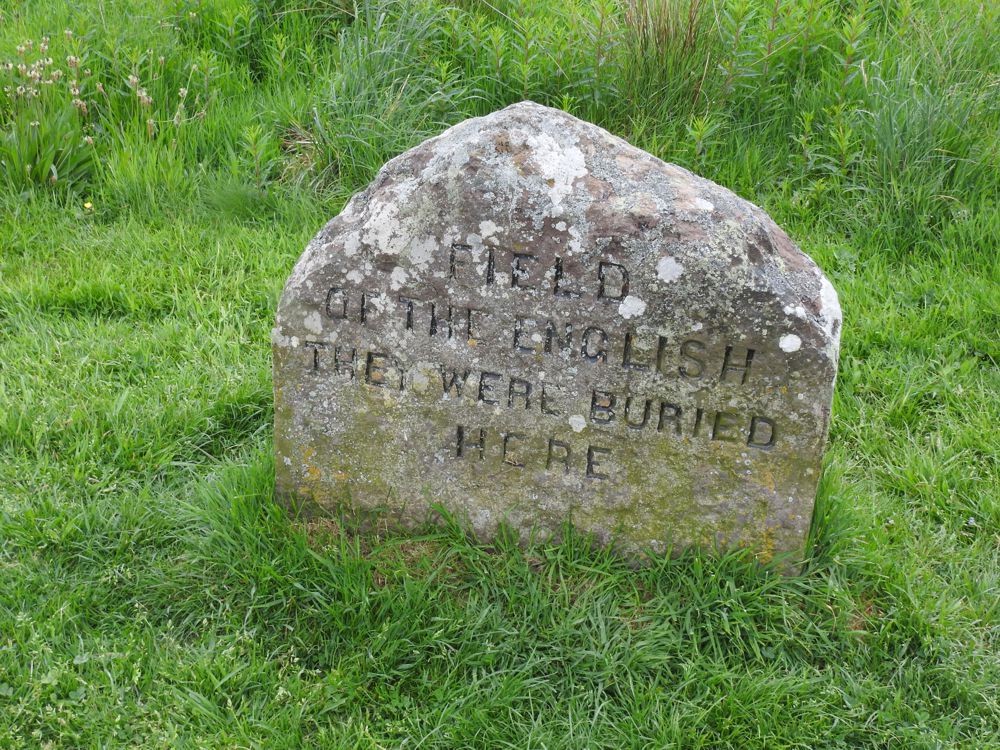 FIELD
OF THE ENGLISH
THEY WERE BURIED
HERE